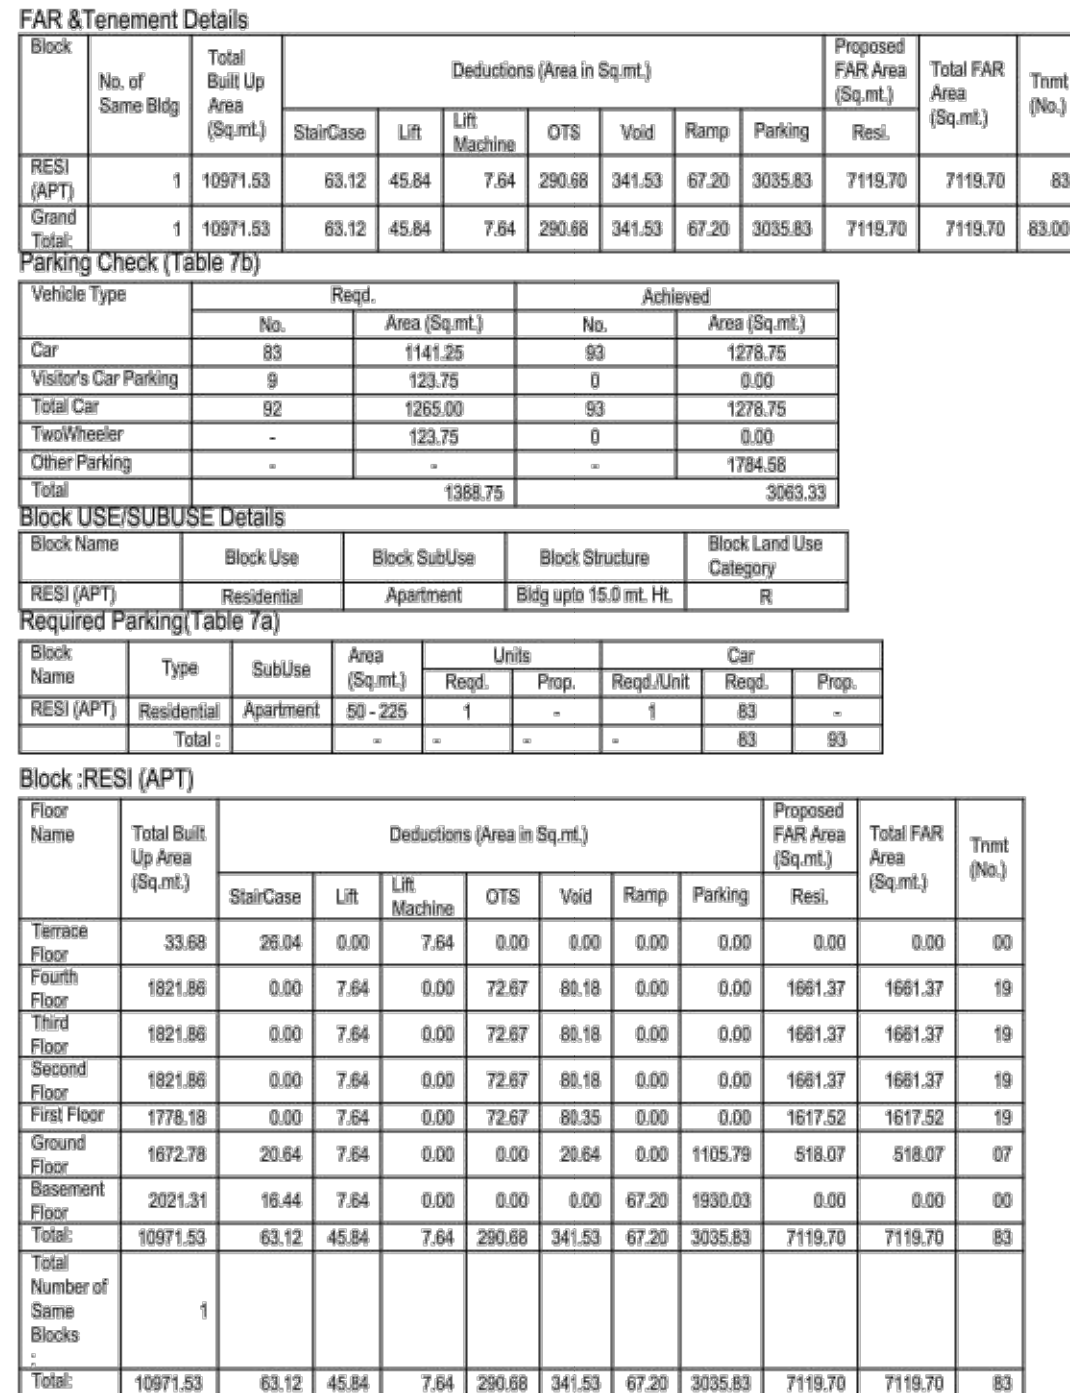 FAR &Tenement Details
Block No. of Same Bldg Total Built Up Area (Sq.mt.) Deductions (Area in Sq.mt.) Proposed FAR Area (Sq.mt.) Total FAR Area (Sq.mt.) Tnmt (No.)
StairCase Lift Lift Machine OTS Void Ramp Parking Resi.
RESI (APT) 1 10971.53 63.12 45.84 7.64 290.68 341.53 67.20 3035.83 7119.70 7119.70 83
Grand Total: 1 10971.53 63.12 45.84 7.64 290.68 341.53 67.20 3035.83 7119.70 7119.70 83.00
Parking Check (Table 7b)
Vehicle Type Reqd. Achieved
No. Area (Sq.mt.) No. Area (Sq.mt.)
Car 83 1141.25 93 1278.75
Visitor's Car Parking 9 123.75 0 0.00
Total Car 92 1265.00 93 1278.75
TwoWheeler - 123.75 0 0.00
Other Parking - - - 1784.58
Total 1388.75 3063.33
Block USE/SUBUSE Details
Block Name Block Use Block SubUse Block Structure Block Land Use Category
RESI (APT) Residential Apartment Bldg upto 15.0 mt. Ht. R
Required Parking(Table 7a)
Block Name Type SubUse Area (Sq.mt.) Units Car
Reqd. Prop. Reqd./Unit Reqd. Prop.
RESI (APT) Residential Apartment 50 - 225 1 - 1 83 -
Total : - - - - 83 93
Block :RESI (APT)
Floor Name Total Built Up Area (Sq.mt.) Deductions (Area in Sq.mt.) Proposed FAR Area (Sq.mt.) Total FAR Area (Sq.mt.) Tnmt (No.)
StairCase Lift Lift Machine OTS Void Ramp Parking Resi.
Terrace Floor 33.68 26.04 0.00 7.64 0.00 0.00 0.00 0.00 0.00 0.00 00
Fourth Floor 1821.86 0.00 7.64 0.00 72.67 80.18 0.00 0.00 1661.37 1661.37 19
Third Floor 1821.86 0.00 7.64 0.00 72.67 80.18 0.00 0.00 1661.37 1661.37 19
Second Floor 1821.86 0.00 7.64 0.00 72.67 80.18 0.00 0.00 1661.37 1661.37 19
First Floor 1778.18 0.00 7.64 0.00 72.67 80.35 0.00 0.00 1617.52 1617.52 19
Ground Floor 1672.78 20.64 7.64 0.00 0.00 20.64 0.00 1105.79 518.07 518.07 07
Basement Floor 2021.31 16.44 7.64 0.00 0.00 0.00 67.20 1930.03 0.00 0.00 00
Total: 10971.53 63.12 45.84 7.64 290.68 341.53 67.20 3035.83 7119.70 7119.70 83
Total Number of Same Blocks : 1
Total: 10971.53 63.12 45.84 7.64 290.68 341.53 67.20 3035.83 7119.70 7119.70 83